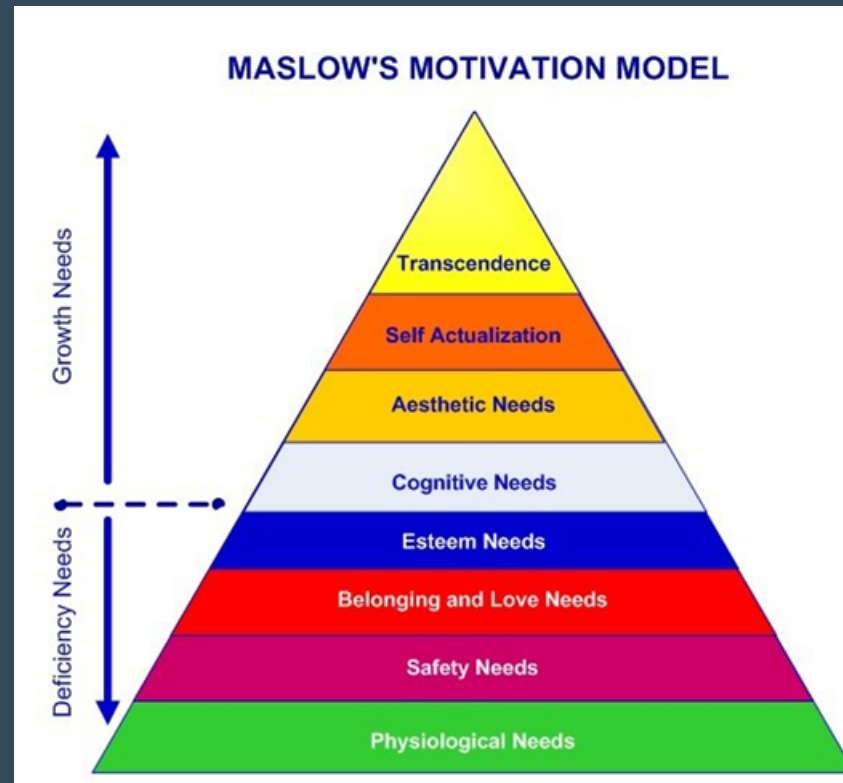 MASLOW'S MOTIVATION MODEL
Growth Needs
Deficiency Needs
Transcendence
Self Actualization
Aesthetic Needs
Cognitive Needs
Esteem Needs
Belonging and Love Needs
Safety Needs
Physiological Needs